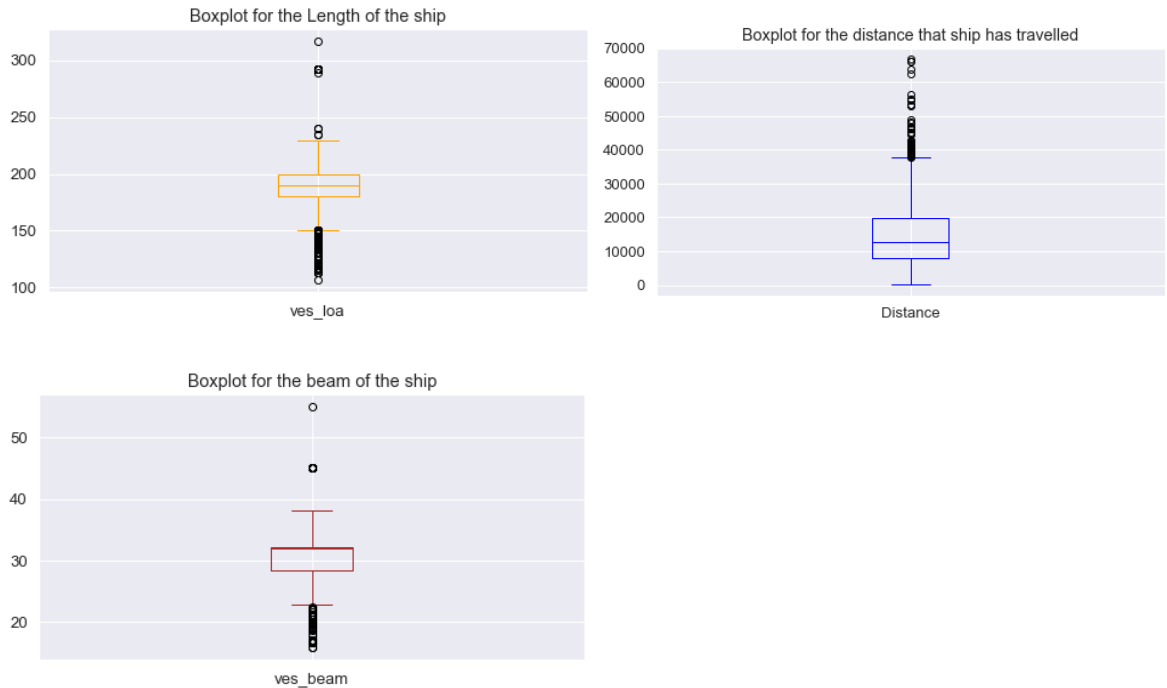 Boxplot for the Length of the ship
300
250
200
150
100
ves_loa
Boxplot for the distance that ship has travelled
70000
60000
50000
40000
30000
20000
10000
0
Distance
Boxplot for the beam of the ship
50
40
30
20
ves_beam